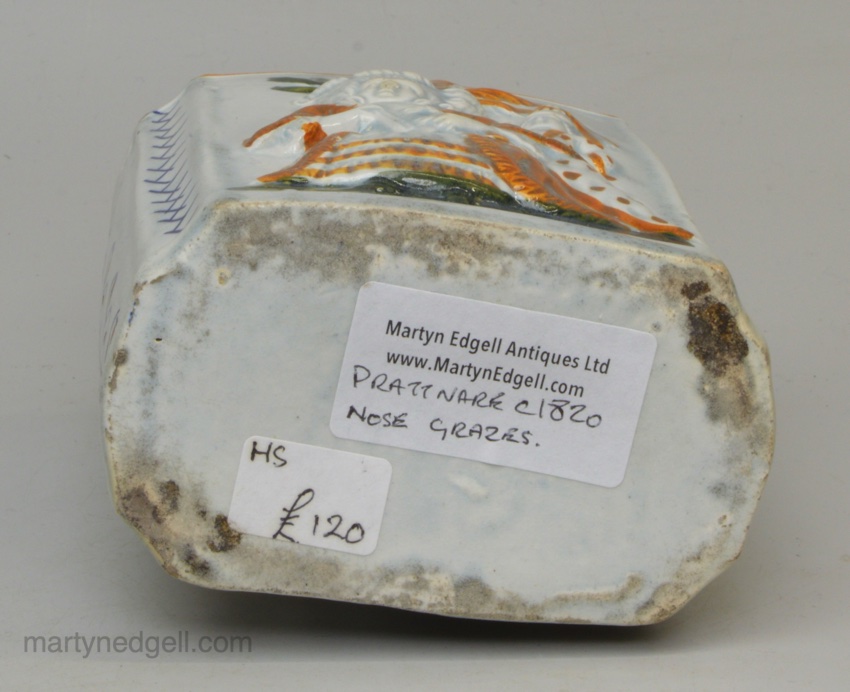 Martyn Edgell Antiques Ltd
www.MartynEdgell.com
PRATTWARE C1820
NOSE GRAZES.
HS
£120
martynedgell.com